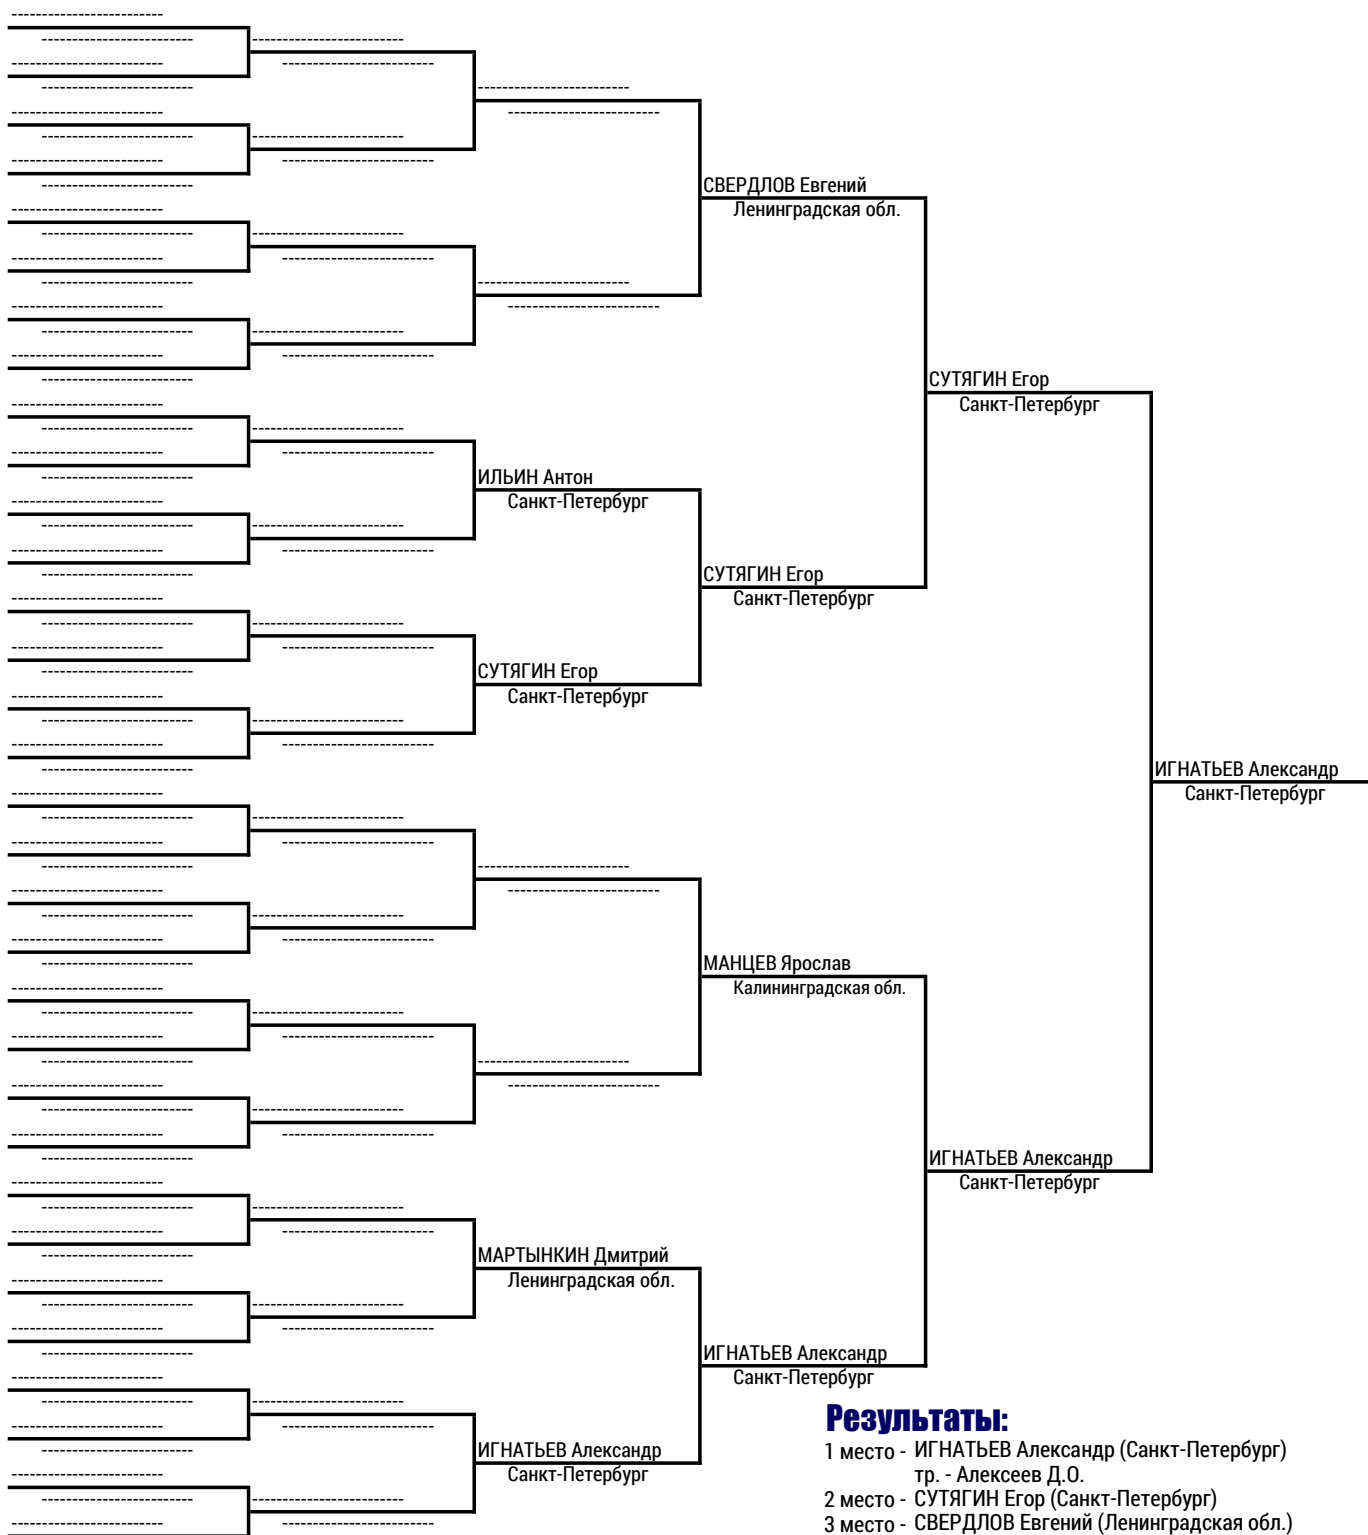 СВЕРДЛОВ Евгений
Ленинградская обл.
СУТЯГИН Егор
Санкт-Петербург
ИЛЬИН Антон
Санкт-Петербург
СУТЯГИН Егор
Санкт-Петербург
СУТЯГИН Егор
Санкт-Петербург
ИГНАТЬЕВ Александр
Санкт-Петербург
МАНЦЕВ Ярослав
Калининградская обл.
ИГНАТЬЕВ Александр
Санкт-Петербург
МАРТЫНКИН Дмитрий
Ленинградская обл.
ИГНАТЬЕВ Александр
Санкт-Петербург
ИГНАТЬЕВ Александр
Санкт-Петербург
Результаты:
1 место - ИГНАТЬЕВ Александр (Санкт-Петербург)
тр. - Алексеев Д.О.
2 место - СУТЯГИН Егор (Санкт-Петербург)
3 место - СВЕРДЛОВ Евгений (Ленинградская обл.)